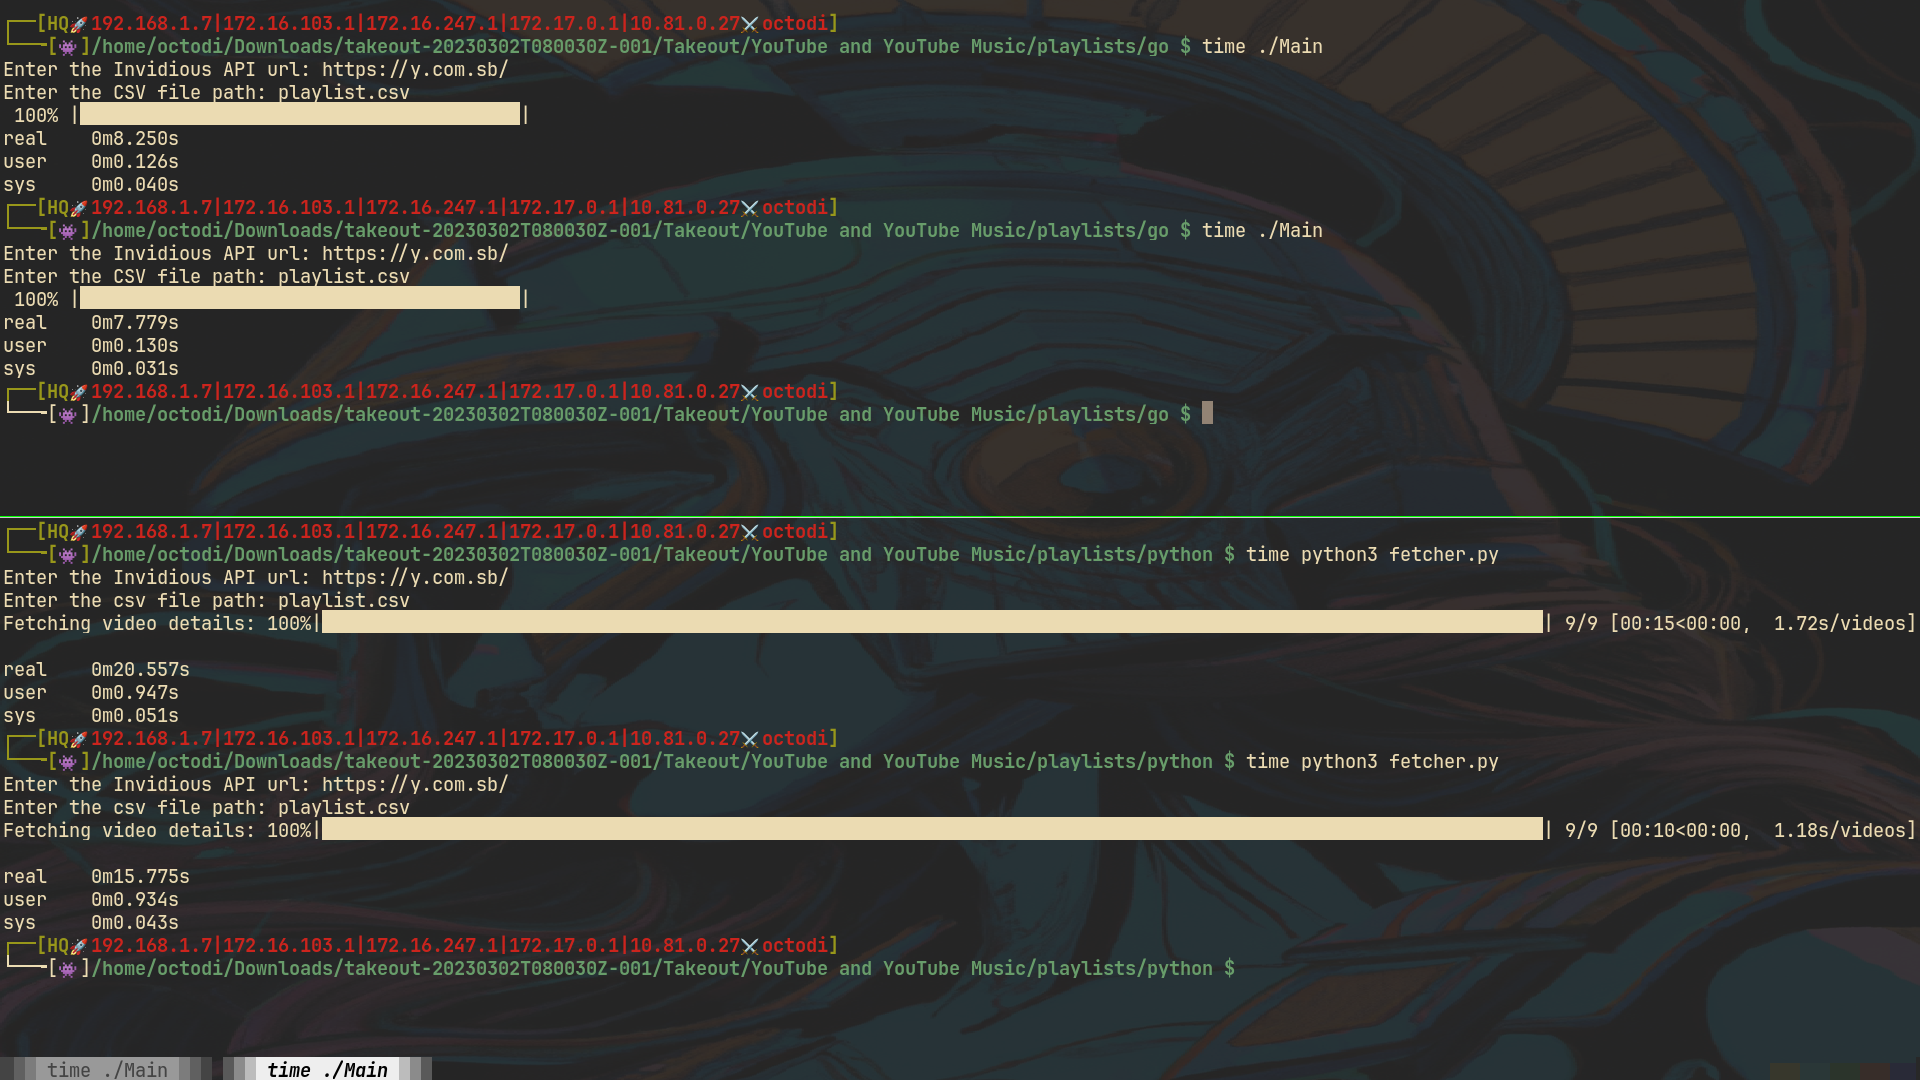 ┌──[HQ🚀192.168.1.7|172.16.103.1|172.16.247.1|172.17.0.1|10.81.0.27⚔️octodi]
└──╼[👾]/home/octodi/Downloads/takeout-20230302T080030Z-001/Takeout/YouTube and YouTube Music/playlists/go $ time ./Main
Enter the Invidious API url: https://y.com.sb/
Enter the CSV file path: playlist.csv
100% |████████████████████████████████████████|
real 0m8.250s
user 0m0.126s
sys 0m0.040s
┌──[HQ🚀192.168.1.7|172.16.103.1|172.16.247.1|172.17.0.1|10.81.0.27⚔️octodi]
└──╼[👾]/home/octodi/Downloads/takeout-20230302T080030Z-001/Takeout/YouTube and YouTube Music/playlists/go $ time ./Main
Enter the Invidious API url: https://y.com.sb/
Enter the CSV file path: playlist.csv
100% |████████████████████████████████████████|
real 0m7.779s
user 0m0.130s
sys 0m0.031s
┌──[HQ🚀192.168.1.7|172.16.103.1|172.16.247.1|172.17.0.1|10.81.0.27⚔️octodi]
└──╼[👾]/home/octodi/Downloads/takeout-20230302T080030Z-001/Takeout/YouTube and YouTube Music/playlists/go $
┌──[HQ🚀192.168.1.7|172.16.103.1|172.16.247.1|172.17.0.1|10.81.0.27⚔️octodi]
└──╼[👾]/home/octodi/Downloads/takeout-20230302T080030Z-001/Takeout/YouTube and YouTube Music/playlists/python $ time python3 fetcher.py
Enter the Invidious API url: https://y.com.sb/
Enter the csv file path: playlist.csv
Fetching video details: 100%|████████████████████| 9/9 [00:15<00:00,  1.72s/videos]
real 0m20.557s
user 0m0.947s
sys 0m0.051s
┌──[HQ🚀192.168.1.7|172.16.103.1|172.16.247.1|172.17.0.1|10.81.0.27⚔️octodi]
└──╼[👾]/home/octodi/Downloads/takeout-20230302T080030Z-001/Takeout/YouTube and YouTube Music/playlists/python $ time python3 fetcher.py
Enter the Invidious API url: https://y.com.sb/
Enter the csv file path: playlist.csv
Fetching video details: 100%|████████████████████| 9/9 [00:10<00:00,  1.18s/videos]
real 0m15.775s
user 0m0.934s
sys 0m0.043s
┌──[HQ🚀192.168.1.7|172.16.103.1|172.16.247.1|172.17.0.1|10.81.0.27⚔️octodi]
└──╼[👾]/home/octodi/Downloads/takeout-20230302T080030Z-001/Takeout/YouTube and YouTube Music/playlists/python $
time ./Main time ./Main